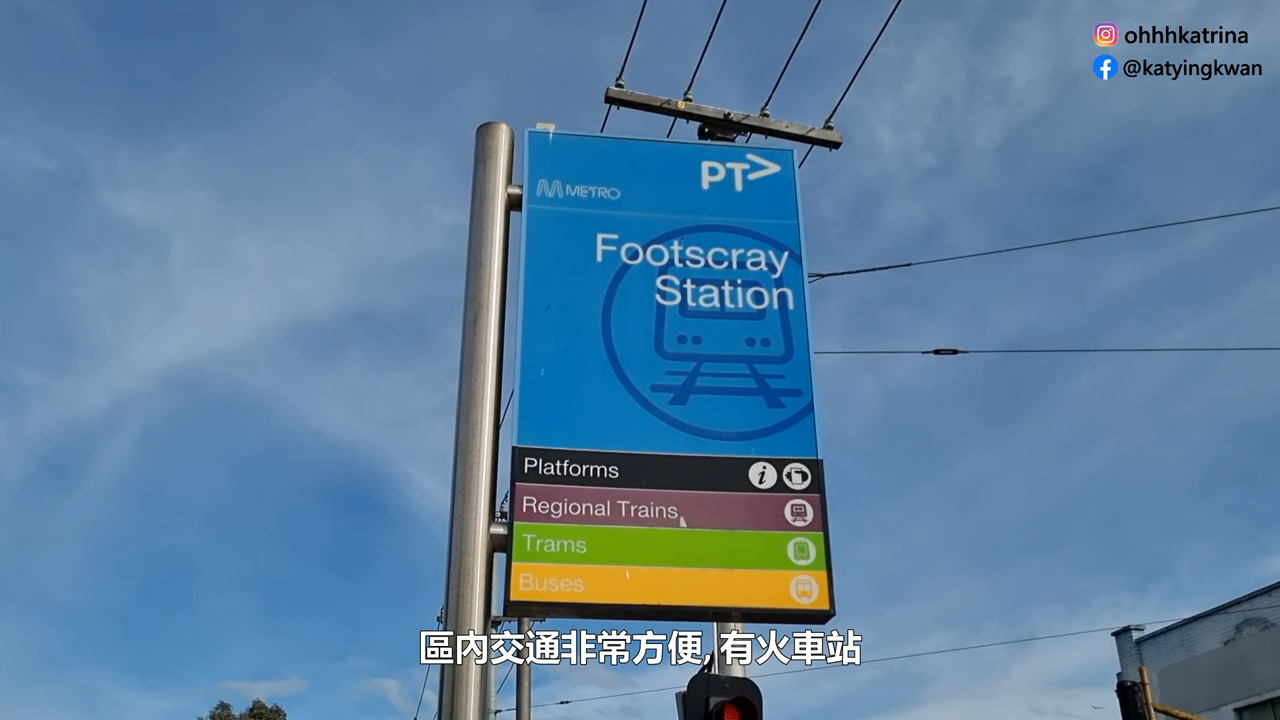 ohhhkatrina
@katyingkwan
PT>
METRO
Footscray
Station
Platforms
Regional Trains
Trams
Buses
區內交通非常方便, 有火車站